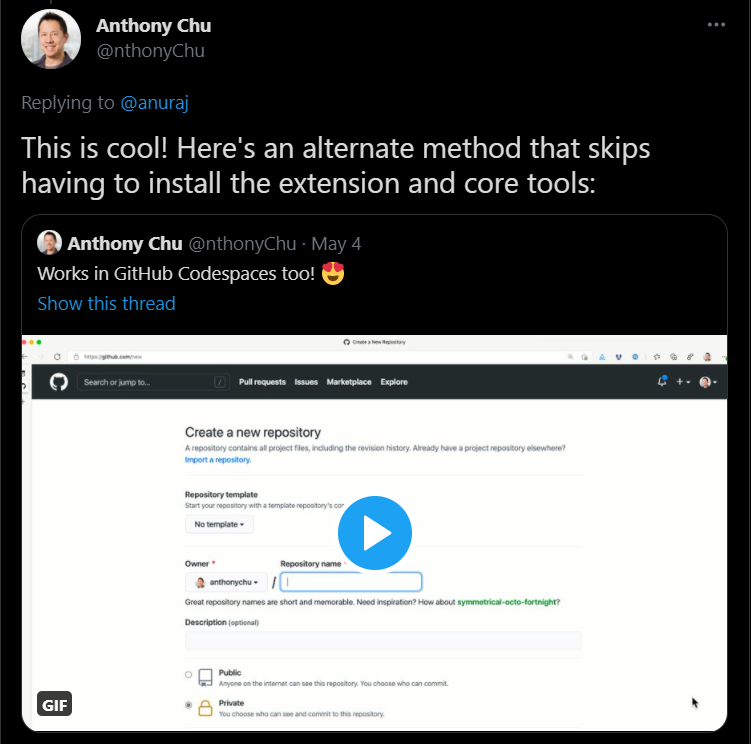 Anthony Chu
@nthonyChu
Replying to @anuraj
This is cool! Here's an alternate method that skips
having to install the extension and core tools:
Anthony Chu @nthonyChu · May 4
Works in GitHub Codespaces too! 😍
Show this thread
Create a New Repository
https://github.com/new
Search or jump to... /
Pull requests Issues Marketplace Explore
Create a new repository
A repository contains all project files, including the revision history. Already have a project repository elsewhere?
Import a repository.
Repository template
Start your repository with a template repository's
No template
Owner * Repository name
anthonychu /
Great repository names are short and memorable. Need inspiration? How about symmetrical-octo-fortnight?
Description (optional)
Public
Anyone on the internet can see this repository. You choose who can commit.
Private
You choose who can see and commit to this repository.
GIF